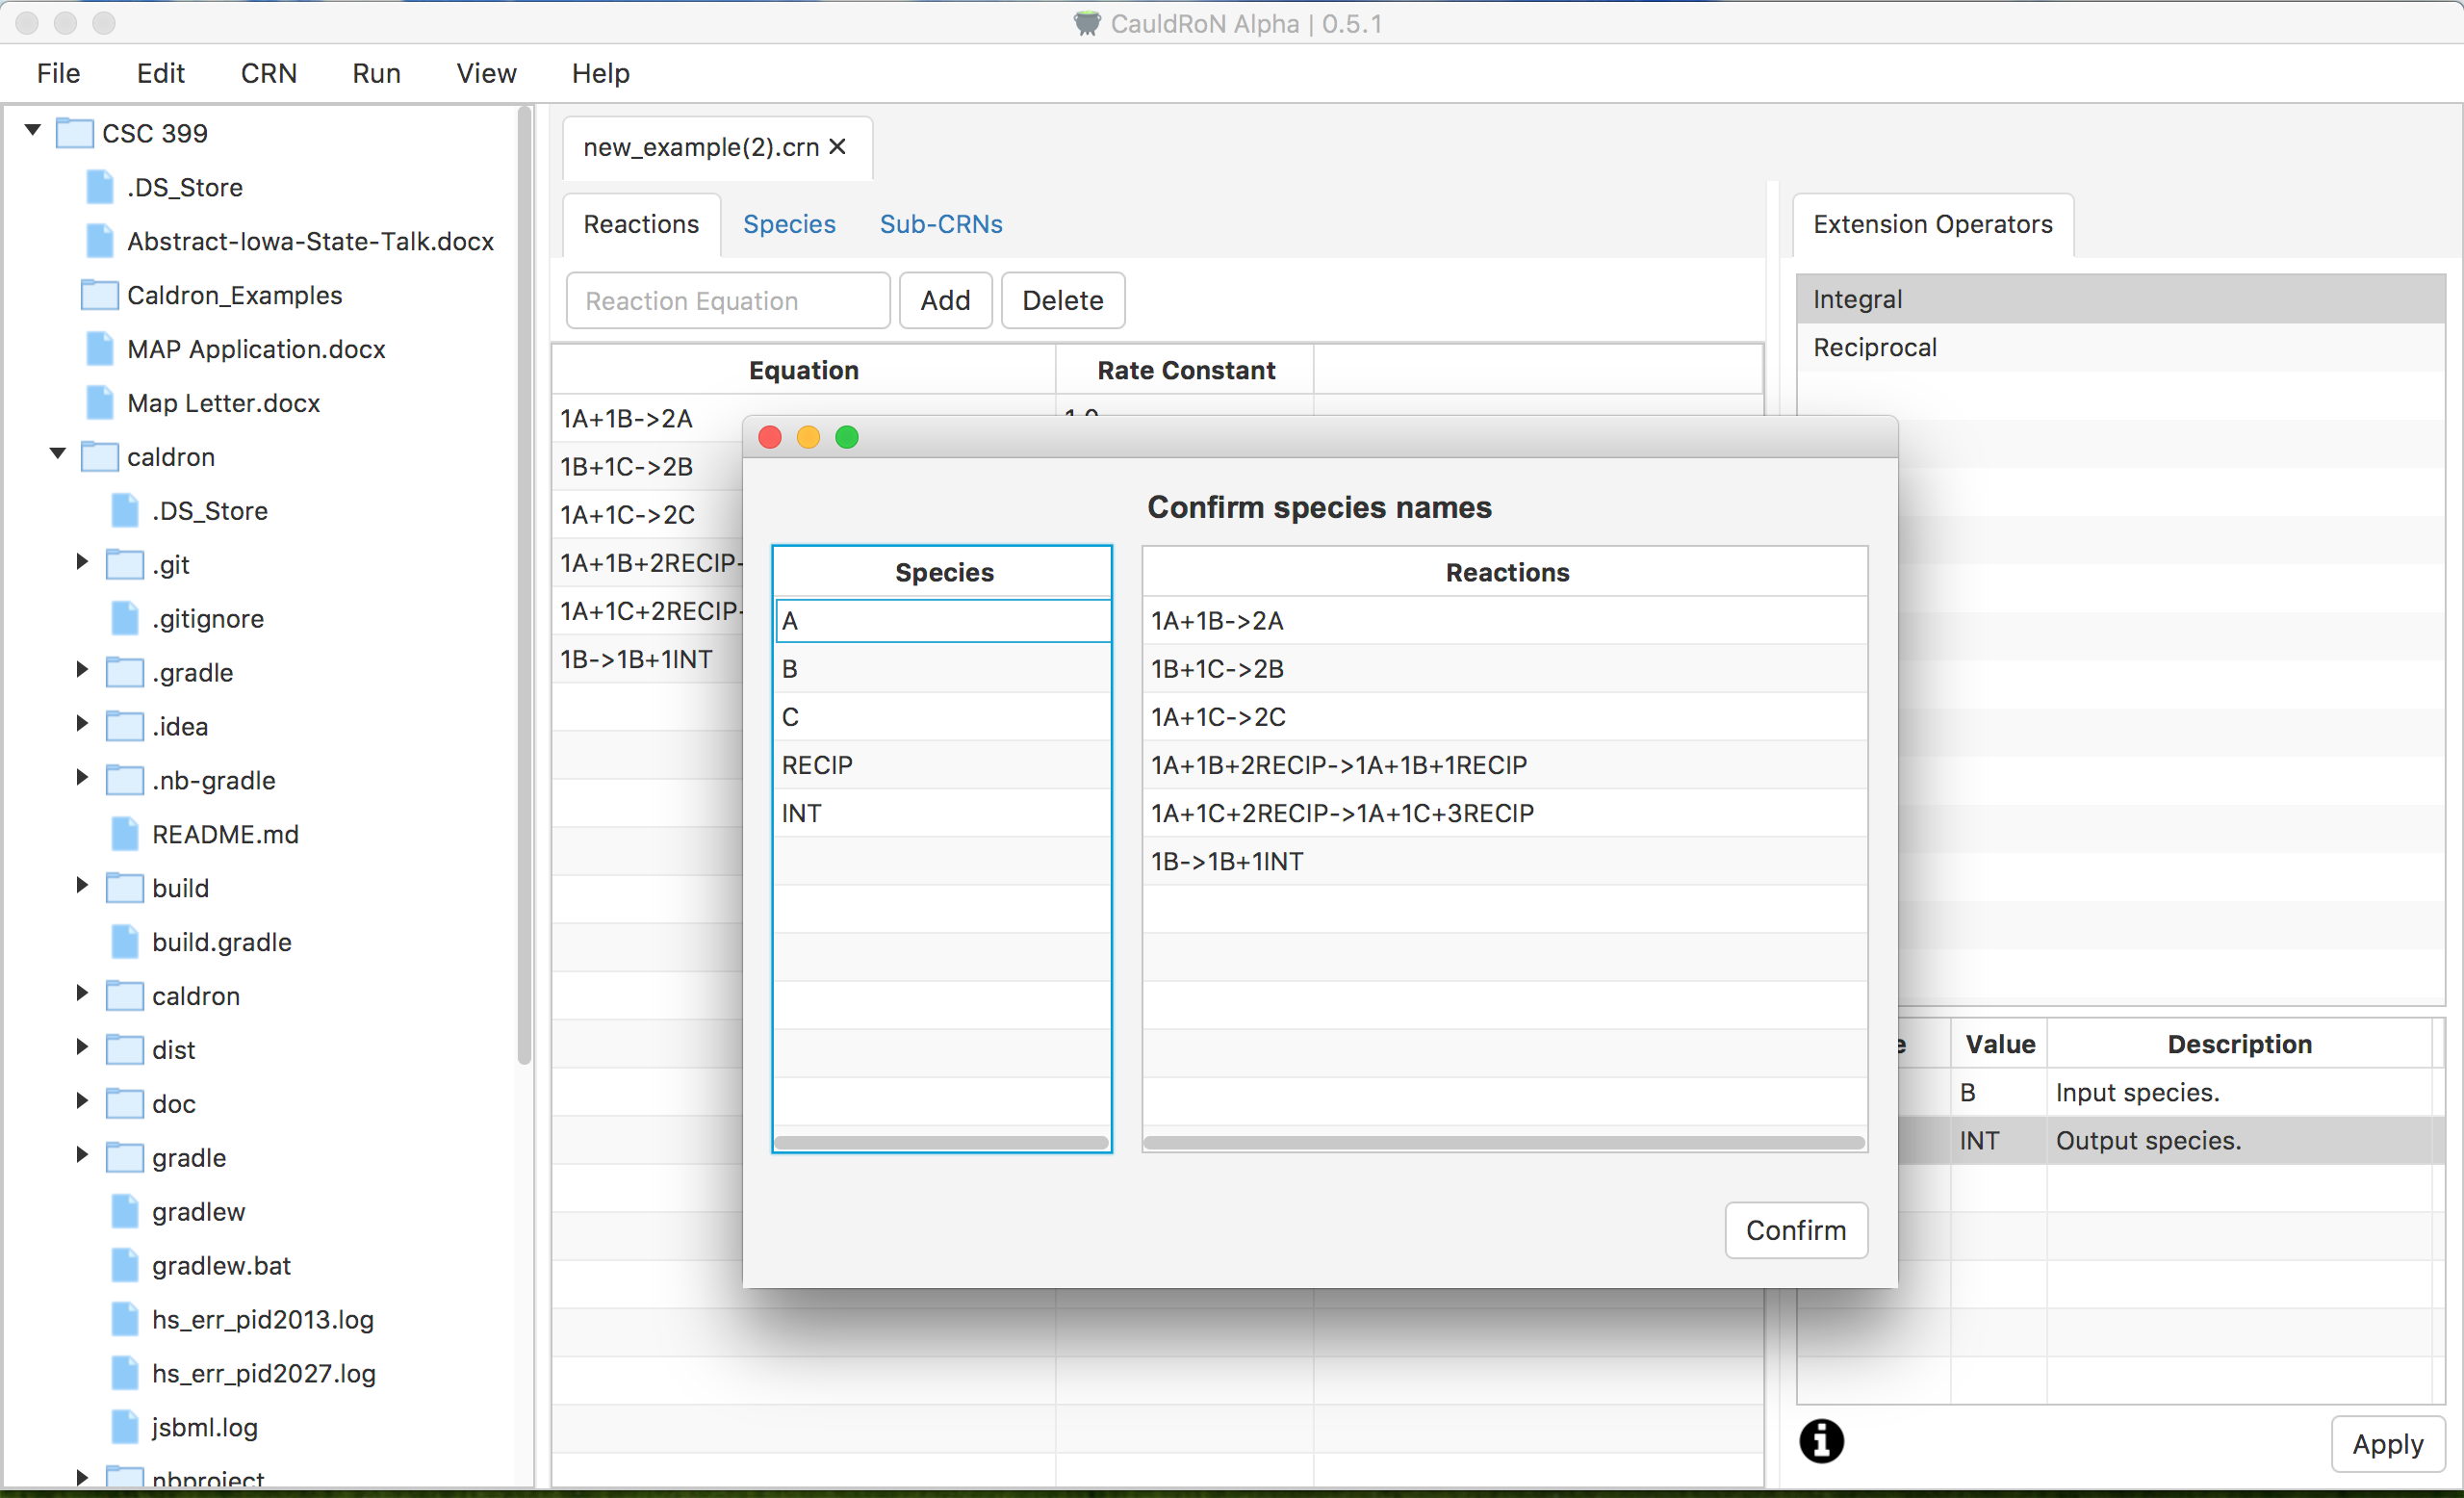 CauldRoN Alpha | 0.5.1
File Edit CRN Run View Help
CSC 399
.DS_Store
Abstract-Iowa-State-Talk.docx
Caldron_Examples
MAP Application.docx
Map Letter.docx
caldron
.DS_Store
.git
.gitignore
.gradle
.idea
.nb-gradle
README.md
build
build.gradle
caldron
dist
doc
gradle
gradlew
gradlew.bat
hs_err_pid2013.log
hs_err_pid2027.log
jsbml.log
nbproject
new_example(2).crn ✕
Reactions Species Sub-CRNs
Reaction Equation Add Delete
Equation Rate Constant
1A+1B->2A 1.0
1B+1C->2B
1A+1C->2C
1A+1B+2RECIP-
1A+1C+2RECIP-
1B->1B+1INT
Confirm species names
Species
A
B
C
RECIP
INT
Reactions
1A+1B->2A
1B+1C->2B
1A+1C->2C
1A+1B+2RECIP->1A+1B+1RECIP
1A+1C+2RECIP->1A+1C+3RECIP
1B->1B+1INT
Confirm
Extension Operators
Integral
Reciprocal
e Value Description
B Input species.
INT Output species.
Apply